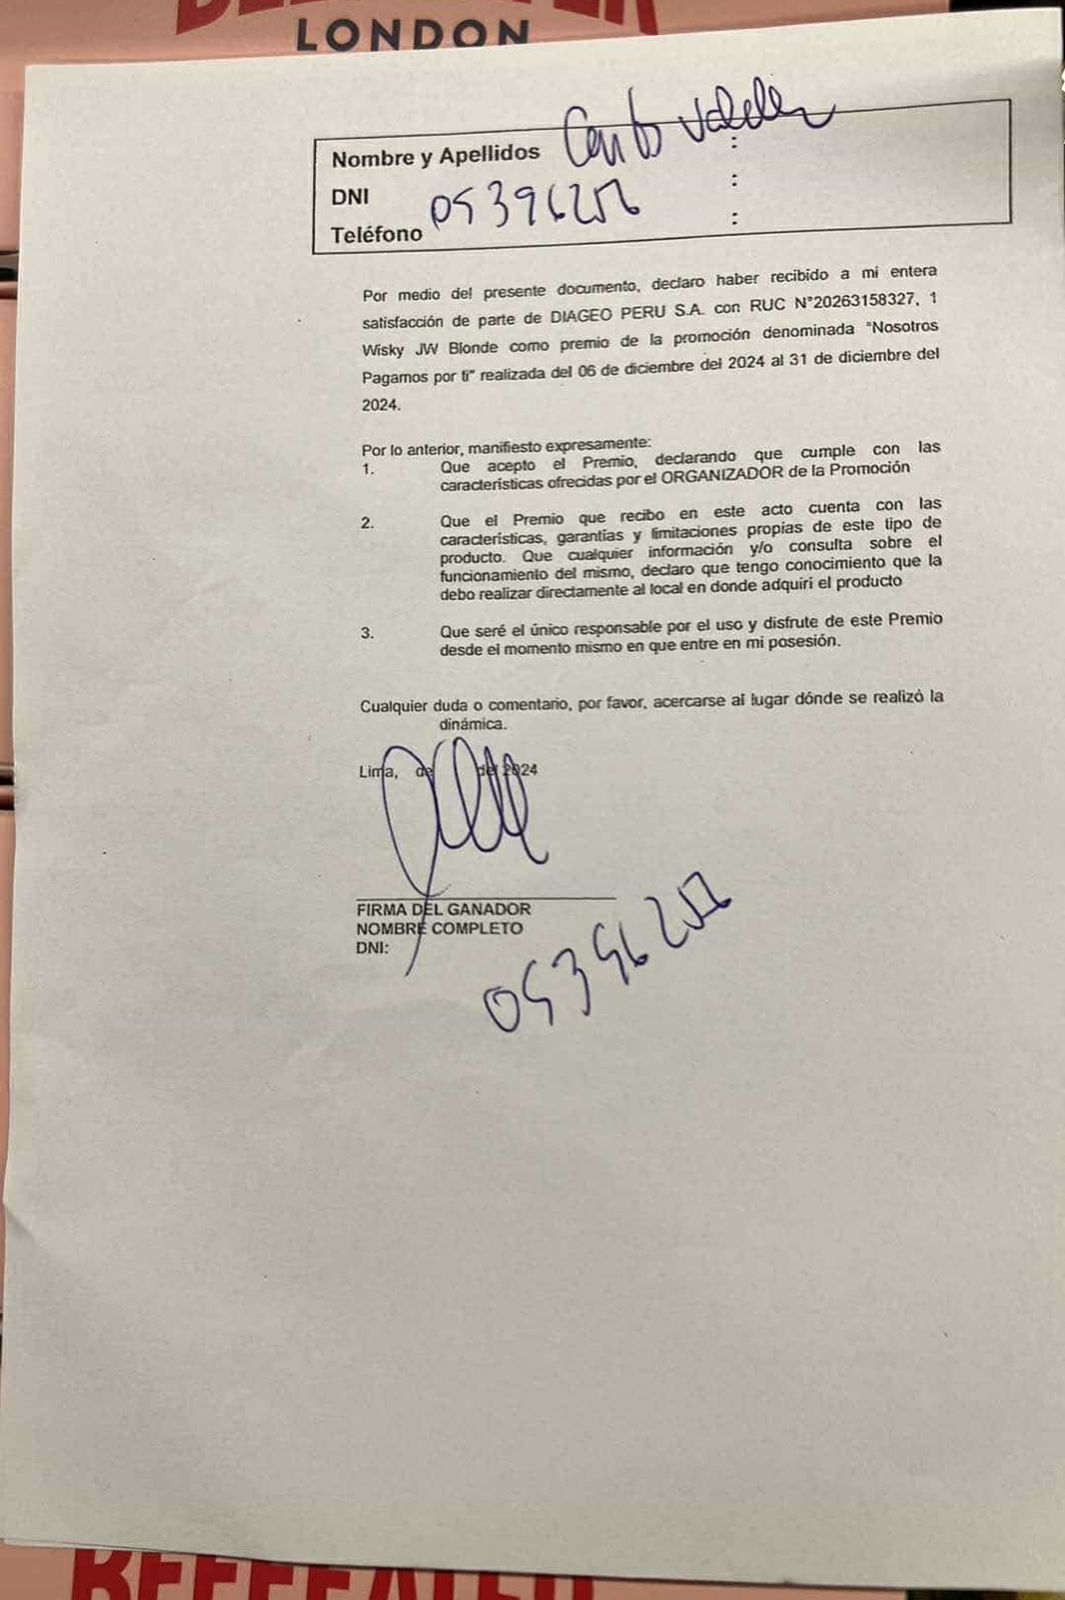 LONDON
Nombre y Apellidos
:
DNI
:
Teléfono
:
Por medio del presente documento, declaro haber recibido a mi entera
satisfacción de parte de DIAGEO PERU S.A. con RUC N°20263158327, 1
Wisky JW Blonde como premio de la promoción denominada "Nosotros
Pagamos por ti" realizada del 06 de diciembre del 2024 al 31 de diciembre del
2024.
Por lo anterior, manifiesto expresamente:
1. Que acepto el Premio, declarando que cumple con las
características ofrecidas por el ORGANIZADOR de la Promoción
2. Que el Premio que recibo en este acto cuenta con las
características, garantías y limitaciones propias de este tipo de
producto. Que cualquier información y/o consulta sobre el
funcionamiento del mismo, declaro que tengo conocimiento que la
debo realizar directamente al local en donde adquirí el producto
3. Que seré el único responsable por el uso y disfrute de este Premio
desde el momento mismo en que entre en mi posesión.
Cualquier duda o comentario, por favor, acercarse al lugar dónde se realizó la
dinámica.
Lima, de del 2024
FIRMA DEL GANADOR
NOMBRE COMPLETO
DNI: